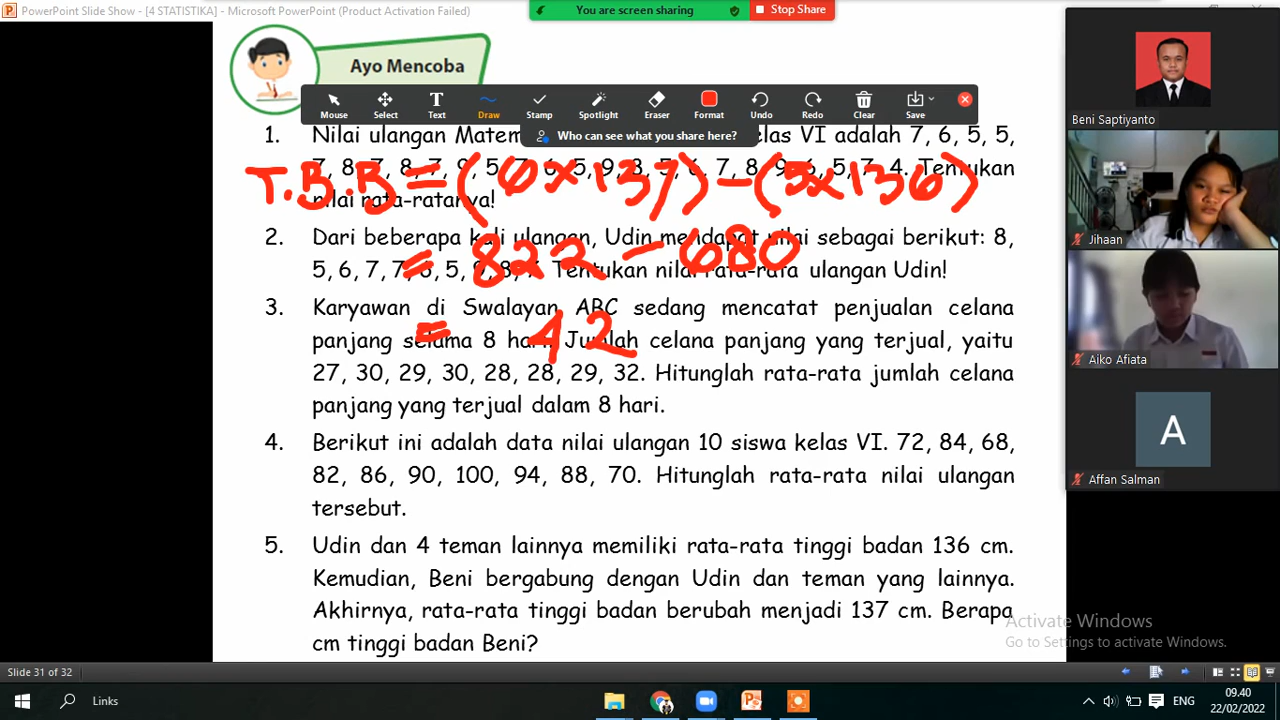 PowerPoint Slide Show - [4 STATISTIKA] - Microsoft PowerPoint (Product Activation Failed)
You are screen sharing
Stop Share
Ayo Mencoba
Mouse Select Text Draw Stamp Spotlight Eraser Format Undo Redo Clear Save
Who can see what you share here?
1. Nilai ulangan elas VI adalah 7, 6, 5, 5,
Tentukan
nilai rata-ratanya!
T.B.B = (6 x 137) - (5x136)
2. Dari beberapa kali ulangan, Udin mendapat nilai sebagai berikut: 8,
5, 6, 7, 7, Tentukan nilai rata-rata ulangan Udin!
= 822 - 680
3. Karyawan di Swalayan ABC sedang mencatat penjualan celana
panjang selama 8 hari. Jumlah celana panjang yang terjual, yaitu
= 42
27, 30, 29, 30, 28, 28, 29, 32. Hitunglah rata-rata jumlah celana
panjang yang terjual dalam 8 hari.
4. Berikut ini adalah data nilai ulangan 10 siswa kelas VI. 72, 84, 68,
82, 86, 90, 100, 94, 88, 70. Hitunglah rata-rata nilai ulangan
tersebut.
5. Udin dan 4 teman lainnya memiliki rata-rata tinggi badan 136 cm.
Kemudian, Beni bergabung dengan Udin dan teman yang lainnya.
Akhirnya, rata-rata tinggi badan berubah menjadi 137 cm. Berapa
cm tinggi badan Beni?
Beni Saptiyanto
Jihaan
Aiko Afiata
A
Affan Salman
Activate Windows
Go to Settings to activate Windows.
Slide 31 of 32
Links
ENG
09.40
22/02/2022